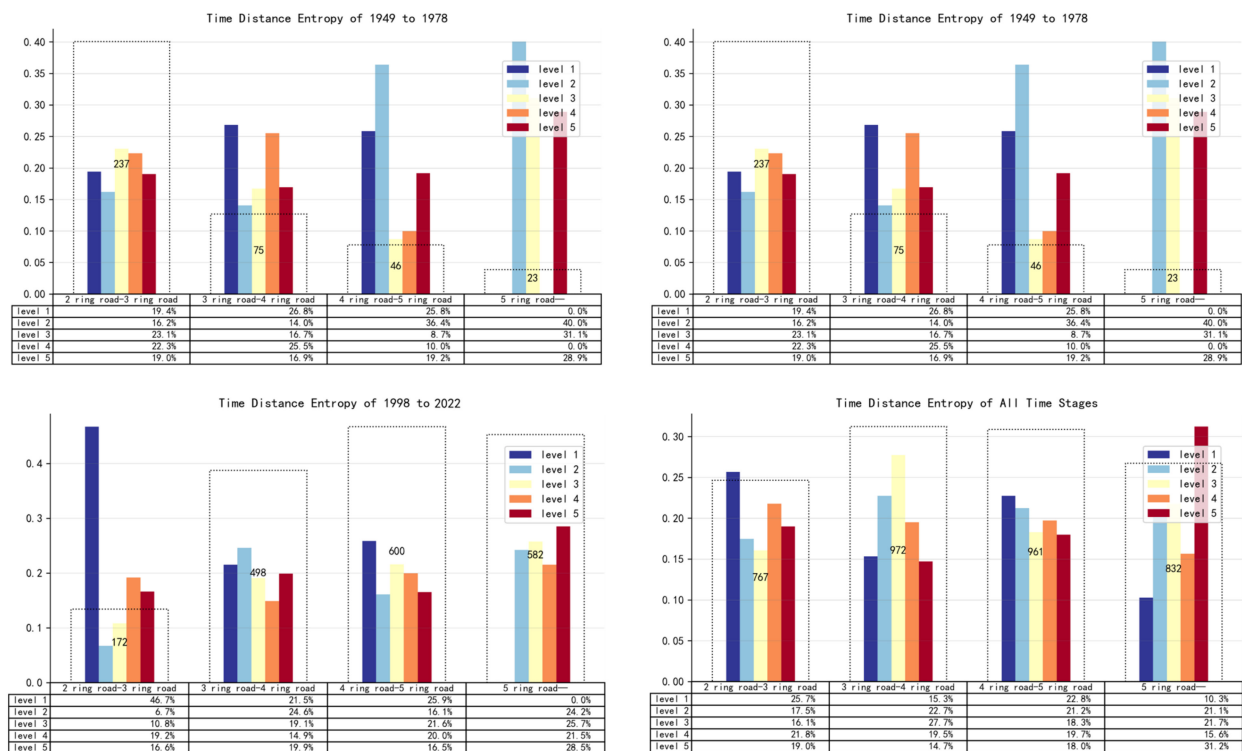 Time Distance Entropy of 1949 to 1978
0.40
0.35
0.30
0.25
0.20
0.15
0.10
0.05
0.00
level 1
level 2
level 3
level 4
level 5
237
75
46
23
2 ring road-3 ring road 3 ring road-4 ring road 4 ring road-5 ring road 5 ring road—
level 1 19.4% 26.8% 25.8% 0.0%
level 2 16.2% 14.0% 36.4% 40.0%
level 3 23.1% 16.7% 8.7% 31.1%
level 4 22.3% 25.5% 10.0% 0.0%
level 5 19.0% 16.9% 19.2% 28.9%
Time Distance Entropy of 1949 to 1978
0.40
0.35
0.30
0.25
0.20
0.15
0.10
0.05
0.00
level 1
level 2
level 3
level 4
level 5
237
75
46
23
2 ring road-3 ring road 3 ring road-4 ring road 4 ring road-5 ring road 5 ring road—
level 1 19.4% 26.8% 25.8% 0.0%
level 2 16.2% 14.0% 36.4% 40.0%
level 3 23.1% 16.7% 8.7% 31.1%
level 4 22.3% 25.5% 10.0% 0.0%
level 5 19.0% 16.9% 19.2% 28.9%
Time Distance Entropy of 1998 to 2022
0.4
0.3
0.2
0.1
0.0
level 1
level 2
level 3
level 4
level 5
172
498
600
582
2 ring road-3 ring road 3 ring road-4 ring road 4 ring road-5 ring road 5 ring road—
level 1 46.7% 21.5% 25.9% 0.0%
level 2 6.7% 24.6% 16.1% 24.2%
level 3 10.8% 19.1% 21.6% 25.7%
level 4 19.2% 14.9% 20.0% 21.5%
level 5 16.6% 19.9% 16.5% 28.5%
Time Distance Entropy of All Time Stages
0.30
0.25
0.20
0.15
0.10
0.05
0.00
level 1
level 2
level 3
level 4
level 5
767
972
961
832
2 ring road-3 ring road 3 ring road-4 ring road 4 ring road-5 ring road 5 ring road—
level 1 25.7% 15.3% 22.8% 10.3%
level 2 17.5% 22.7% 21.2% 21.1%
level 3 16.1% 27.7% 18.3% 21.7%
level 4 21.8% 19.5% 19.7% 15.6%
level 5 19.0% 14.7% 18.0% 31.2%